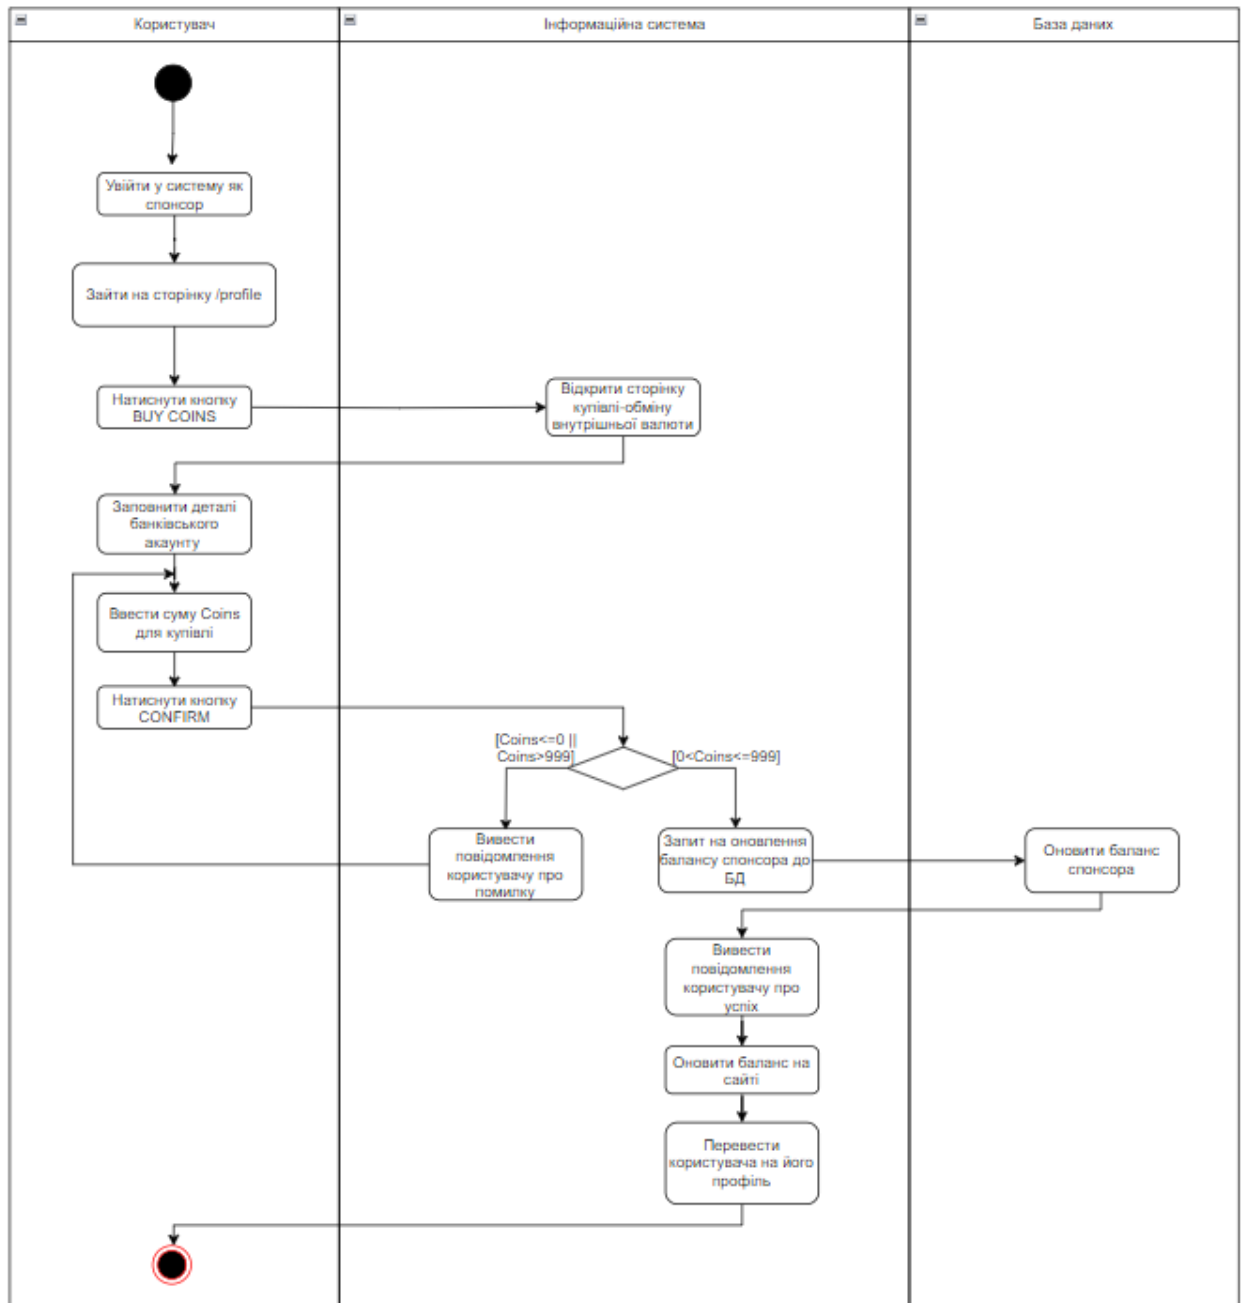 Користувач
Інформаційна система
База даних
Увійти у систему як
спонсор
Зайти на сторінку /profile
Натиснути кнопку
BUY COINS
Відкрити сторінку
купівлі-обміну
внутрішньої валюти
Заповнити деталі
банківського
акаунту
Ввести суму Coins
для купівлі
Натиснути кнопку
CONFIRM
[Coins<=0 ||
Coins>999]
[0<Coins<=999]
Вивести
повідомлення
користувачу про
помилку
Запит на оновлення
балансу спонсора до
БД
Оновити баланс
спонсора
Вивести
повідомлення
користувачу про
успіх
Оновити баланс на
сайті
Перевести
користувача на його
профіль